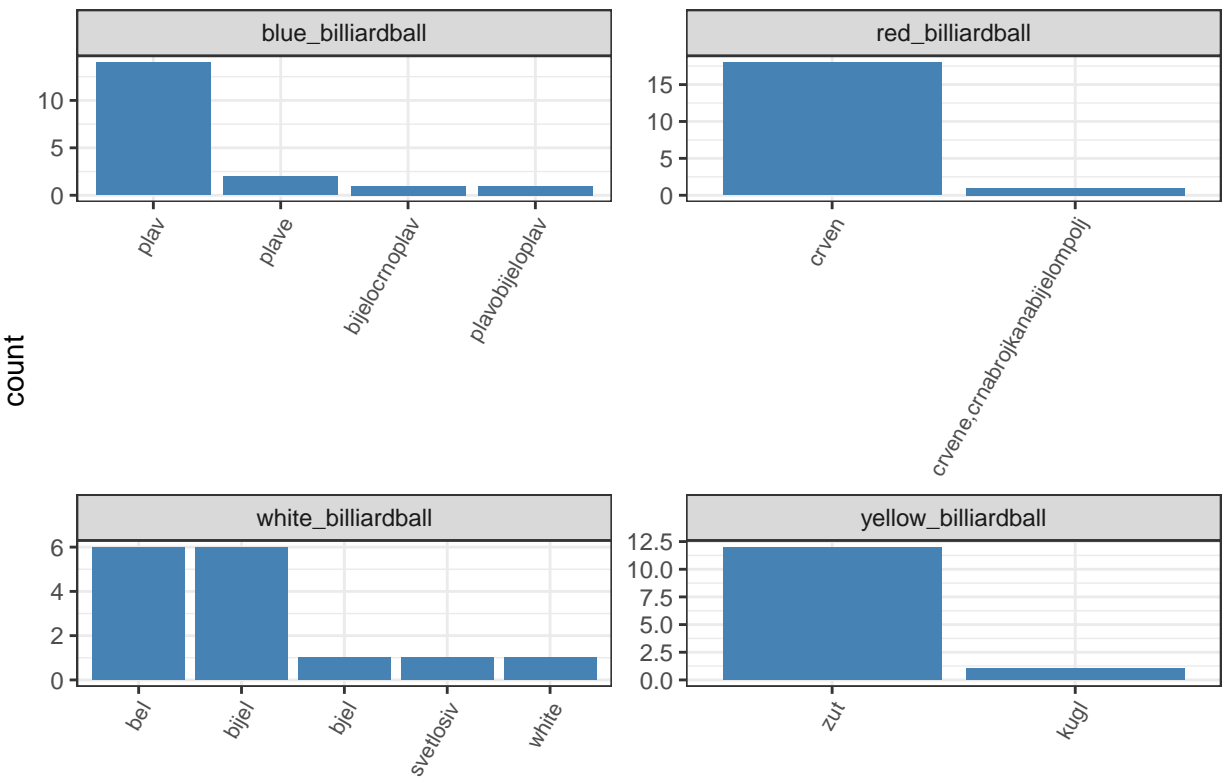 blue_billiardball
10
5
0
plav
plave
bijelocrnoplav
plavobijeloplav
red_billiardball
15
10
5
0
crven
crvene,crnabrojkanabijelompolj
count
white_billiardball
6
4
2
0
bel
bijel
bjel
svetlosiv
white
yellow_billiardball
12.5
10.0
7.5
5.0
2.5
0.0
zut
kugl